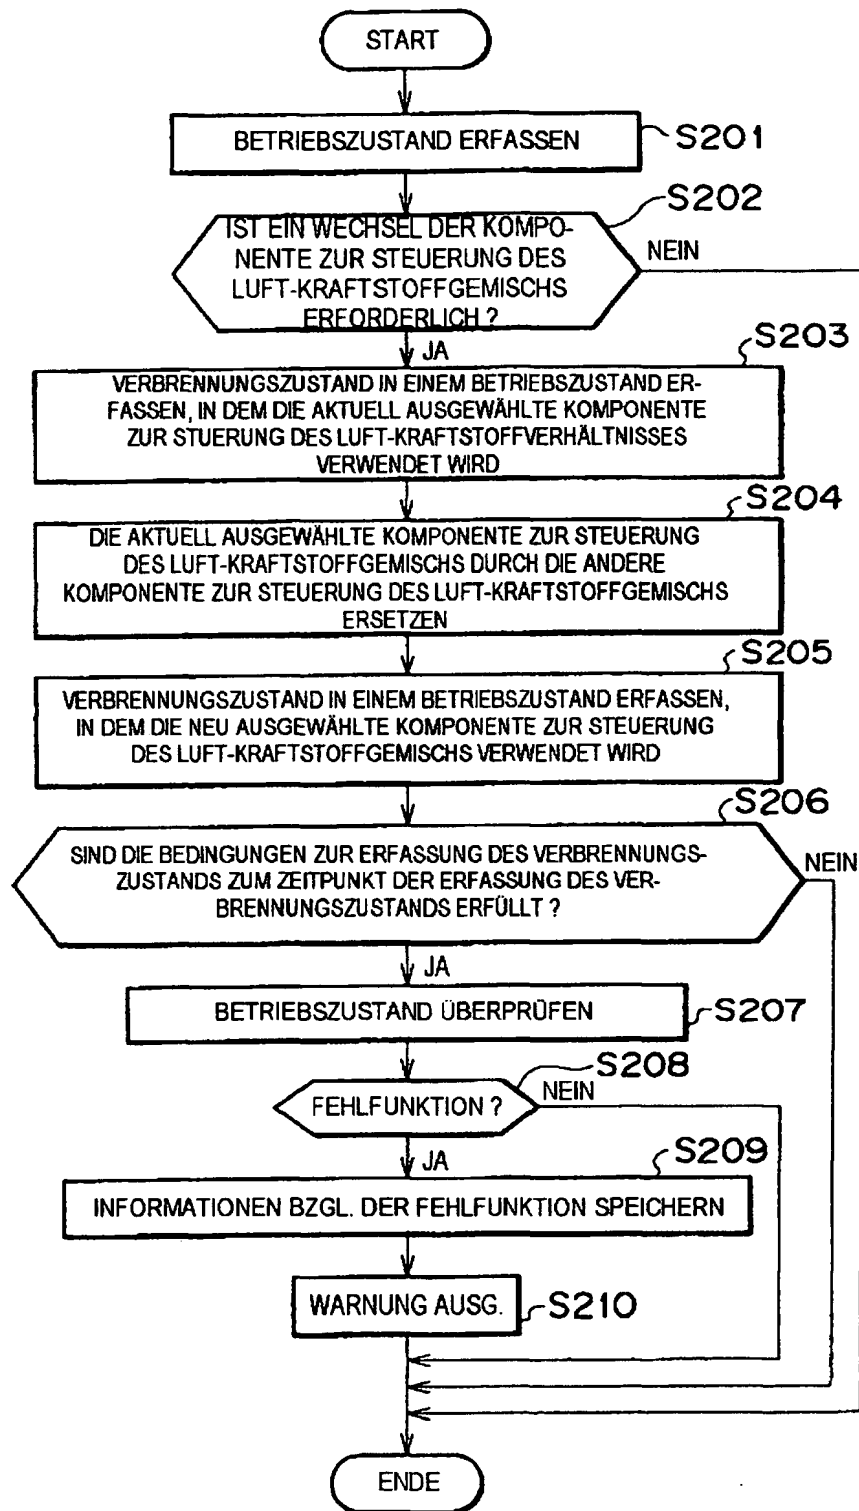 START
BETRIEBSZUSTAND ERFASSEN
S201
S202
IST EIN WECHSEL DER KOMPO-
NENTE ZUR STEUERUNG DES
LUFT-KRAFTSTOFFGEMISCHS
ERFORDERLICH ?
NEIN
JA
S203
VERBRENNUNGSZUSTAND IN EINEM BETRIEBSZUSTAND ER-
FASSEN, IN DEM DIE AKTUELL AUSGEWÄHLTE KOMPONENTE
ZUR STUERUNG DES LUFT-KRAFTSTOFFVERHÄLTNISSES
VERWENDET WIRD
S204
DIE AKTUELL AUSGEWÄHLTE KOMPONENTE ZUR STEUERUNG
DES LUFT-KRAFTSTOFFGEMISCHS DURCH DIE ANDERE
KOMPONENTE ZUR STEUERUNG DES LUFT-KRAFTSTOFFGEMISCHS
ERSETZEN
S205
VERBRENNUNGSZUSTAND IN EINEM BETRIEBSZUSTAND ERFASSEN,
IN DEM DIE NEU AUSGEWÄHLTE KOMPONENTE ZUR STEUERUNG
DES LUFT-KRAFTSTOFFGEMISCHS VERWENDET WIRD
S206
SIND DIE BEDINGUNGEN ZUR ERFASSUNG DES VERBRENNUNGS-
ZUSTANDS ZUM ZEITPUNKT DER ERFASSUNG DES VER-
BRENNUNGSZUSTANDS ERFÜLLT ?
NEIN
JA
BETRIEBSZUSTAND ÜBERPRÜFEN
S207
S208
FEHLFUNKTION ?
NEIN
JA
S209
INFORMATIONEN BZGL. DER FEHLFUNKTION SPEICHERN
WARNUNG AUSG.
S210
ENDE